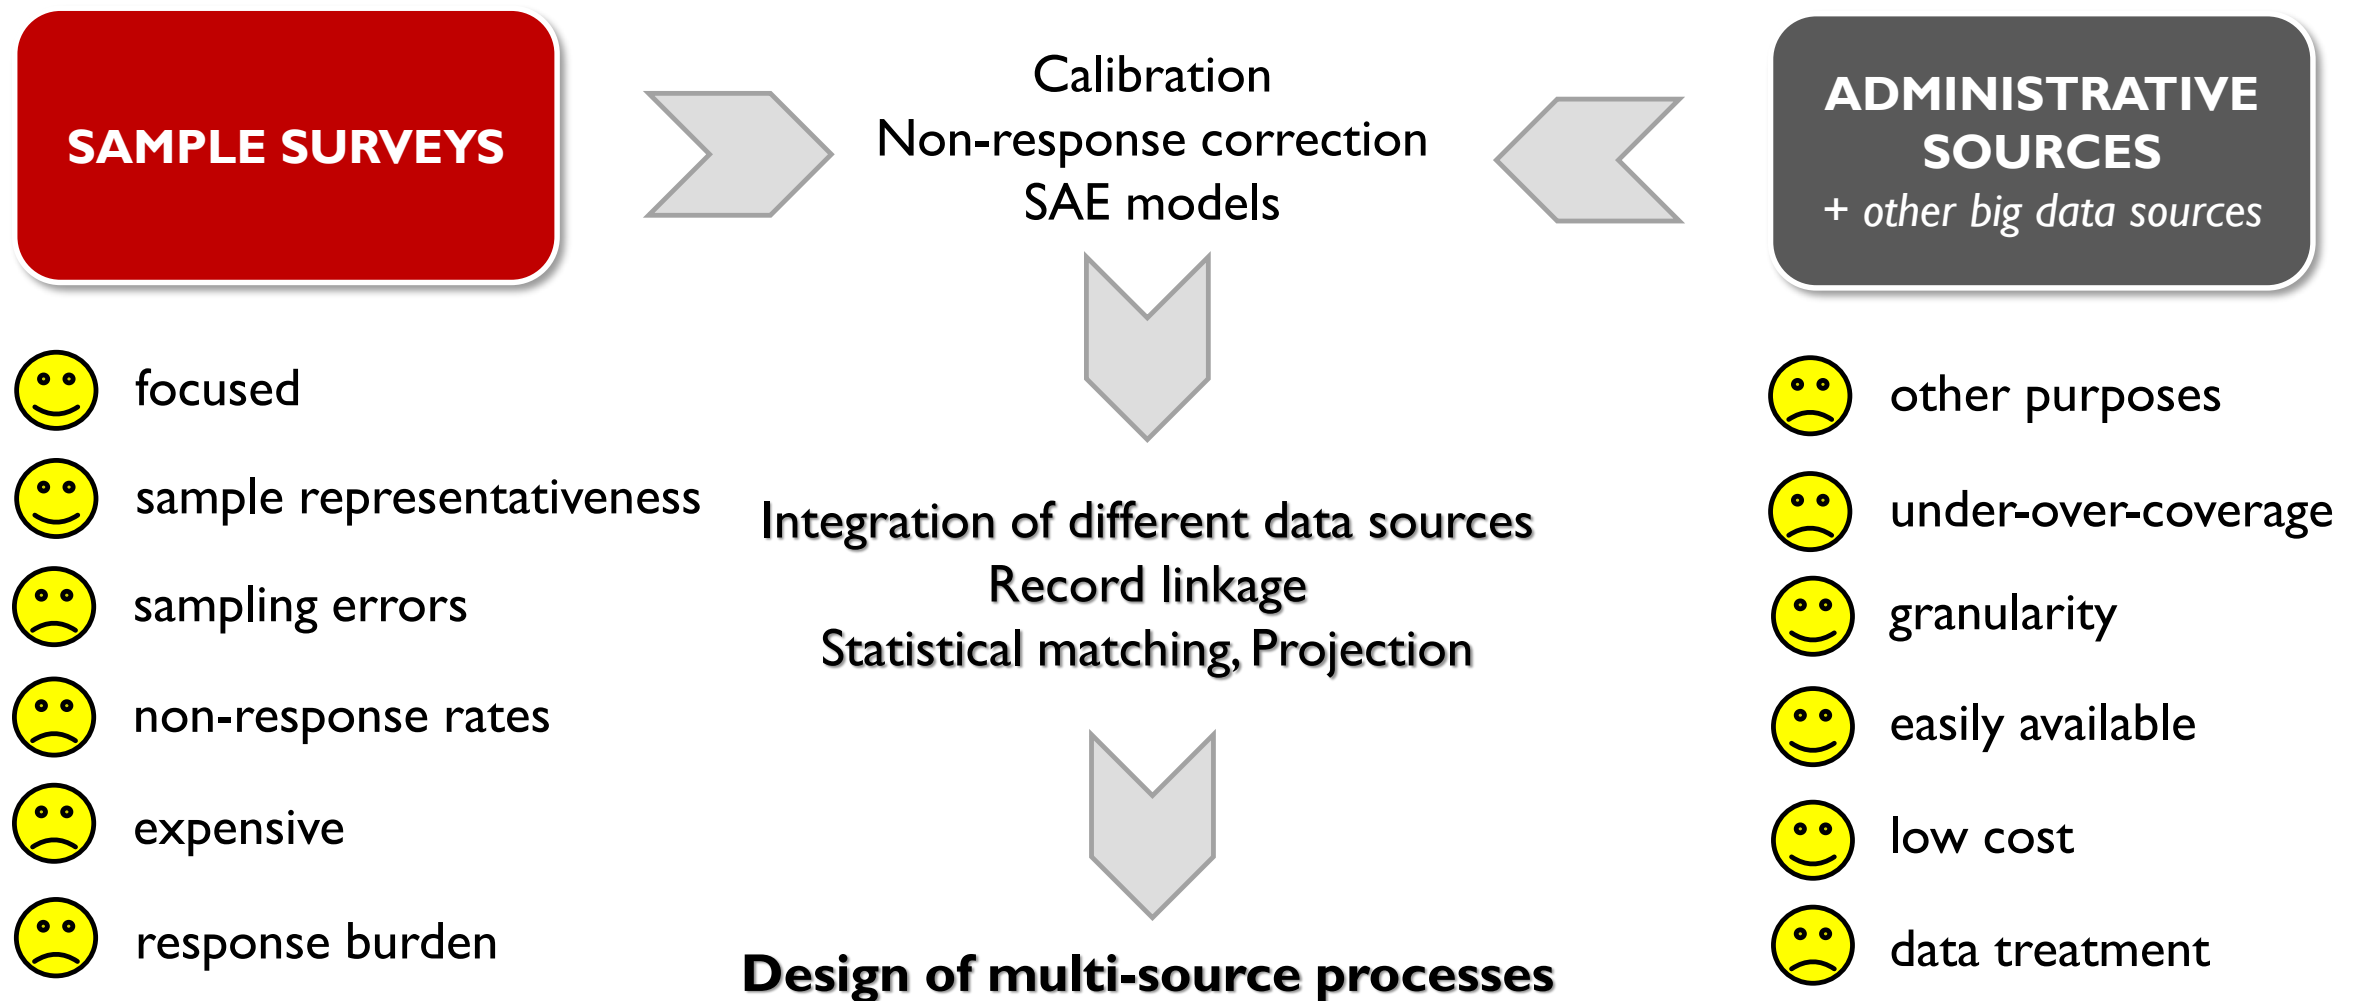 SAMPLE SURVEYS
focused
sample representativeness
sampling errors
non-response rates
expensive
response burden
Calibration
Non-response correction
SAE models
Integration of different data sources
Record linkage
Statistical matching, Projection
Design of multi-source processes
ADMINISTRATIVE
SOURCES
+ other big data sources
other purposes
under-over-coverage
granularity
easily available
low cost
data treatment